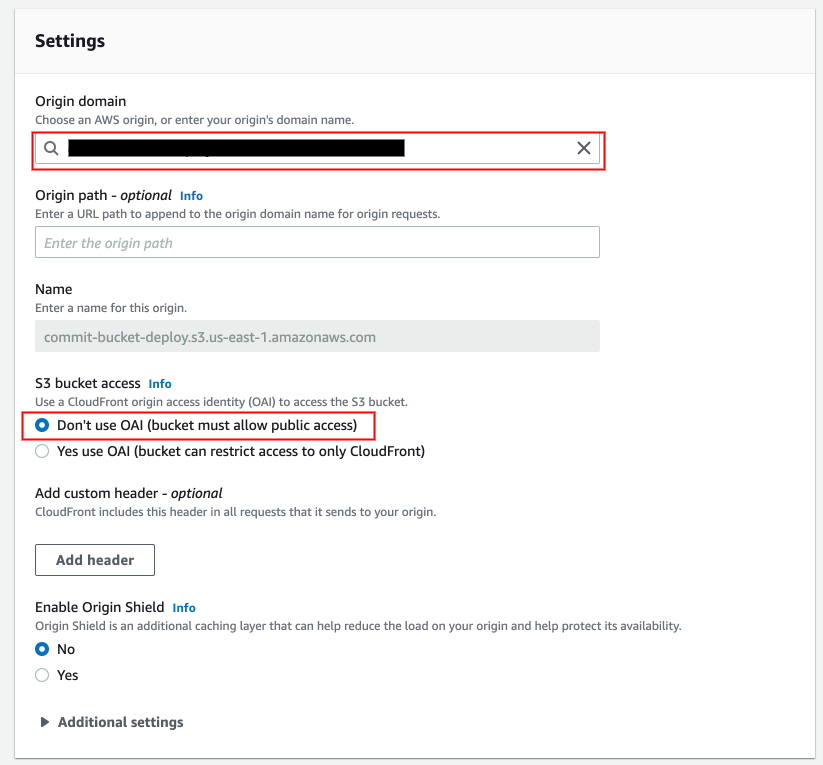 Settings
Origin domain
Choose an AWS origin, or enter your origin's domain name.
Origin path - optional Info
Enter a URL path to append to the origin domain name for origin requests.
Enter the origin path
Name
Enter a name for this origin.
commit-bucket-deploy.s3.us-east-1.amazonaws.com
S3 bucket access Info
Use a CloudFront origin access identity (OAI) to access the S3 bucket.
Don't use OAI (bucket must allow public access)
Yes use OAI (bucket can restrict access to only CloudFront)
Add custom header - optional
CloudFront includes this header in all requests that it sends to your origin.
Add header
Enable Origin Shield Info
Origin Shield is an additional caching layer that can help reduce the load on your origin and help protect its availability.
No
Yes
Additional settings